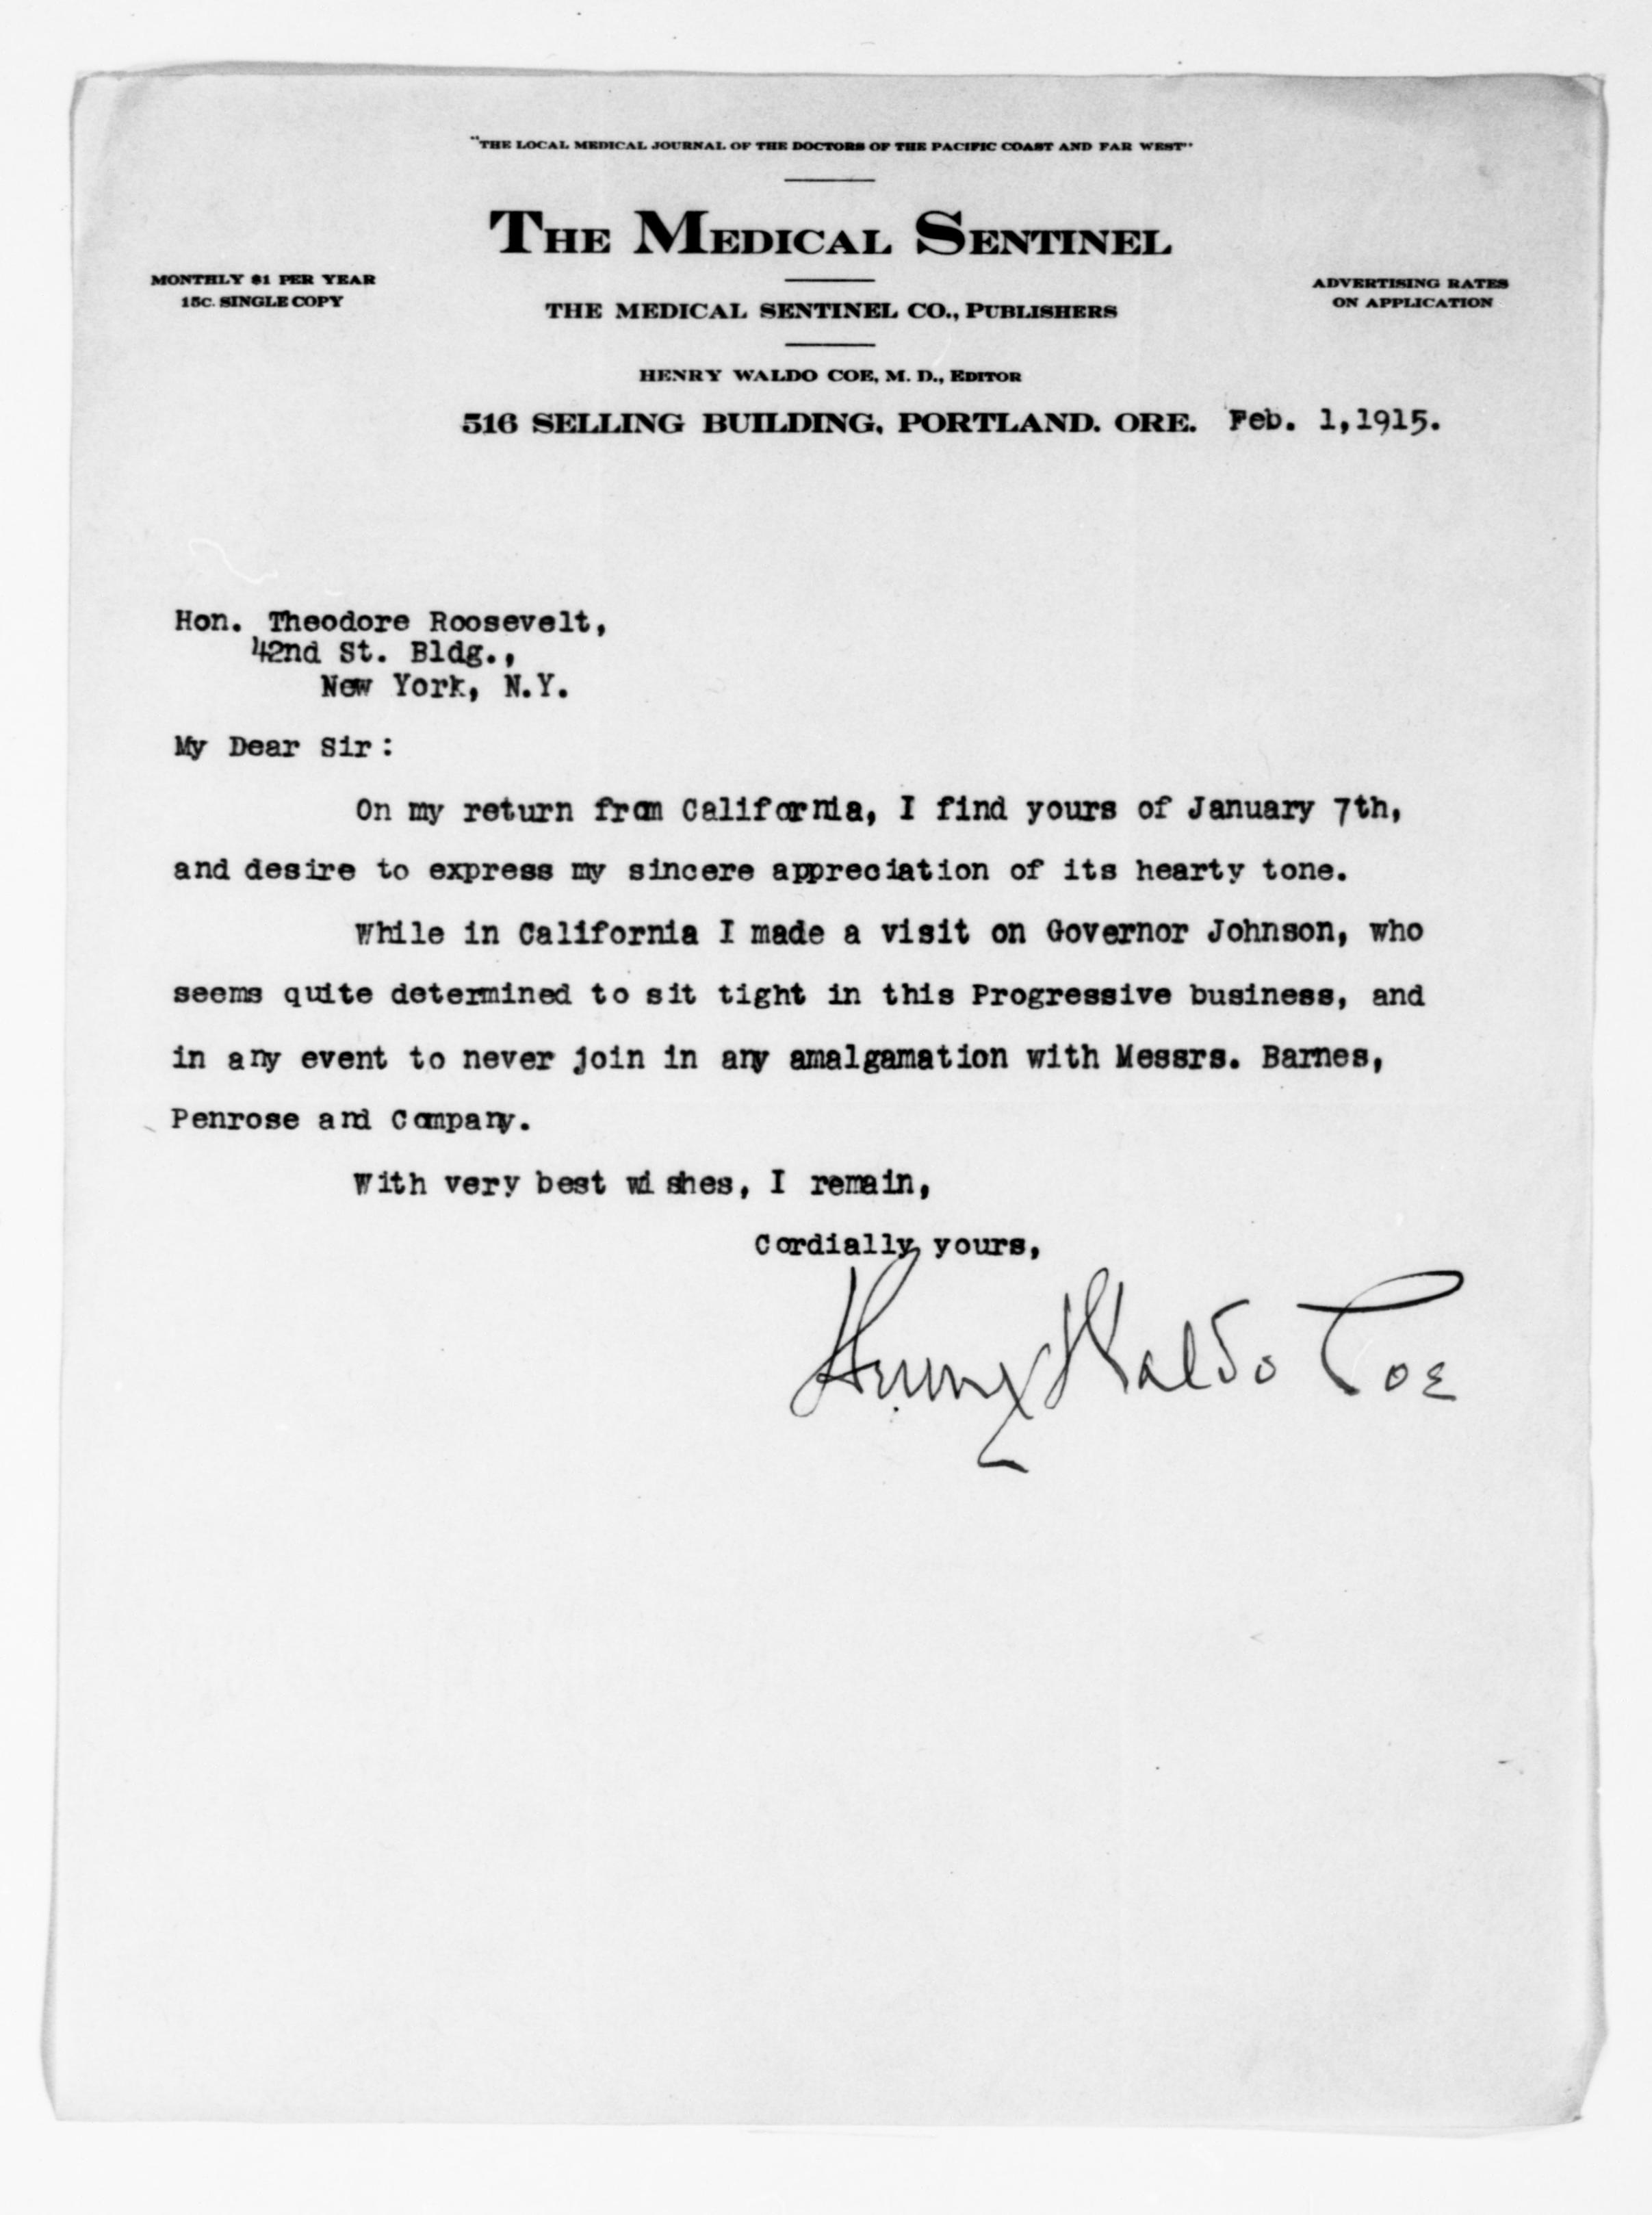 "THE LOCAL MEDICAL JOURNAL OF THE DOCTORS OF THE PACIFIC COAST AND FAR WEST"
THE MEDICAL SENTINEL
MONTHLY $1 PER YEAR
15C. SINGLE COPY
ADVERTISING RATES
ON APPLICATION
THE MEDICAL SENTINEL CO., PUBLISHERS
HENRY WALDO COE, M. D., EDITOR
516 SELLING BUILDING, PORTLAND. ORE. Feb. 1,1915.
Hon. Theodore Roosevelt,
42nd St. Bldg.,
New York, N.Y.
My Dear Sir:
On my return from California, I find yours of January 7th,
and desire to express my sincere appreciation of its hearty tone.
While in California I made a visit on Governor Johnson, who
seems quite determined to sit tight in this Progressive business, and
in any event to never join in any amalgamation with Messrs. Barnes,
Penrose and Company.
With very best wishes, I remain,
Cordially yours,
Henry Waldo Coe